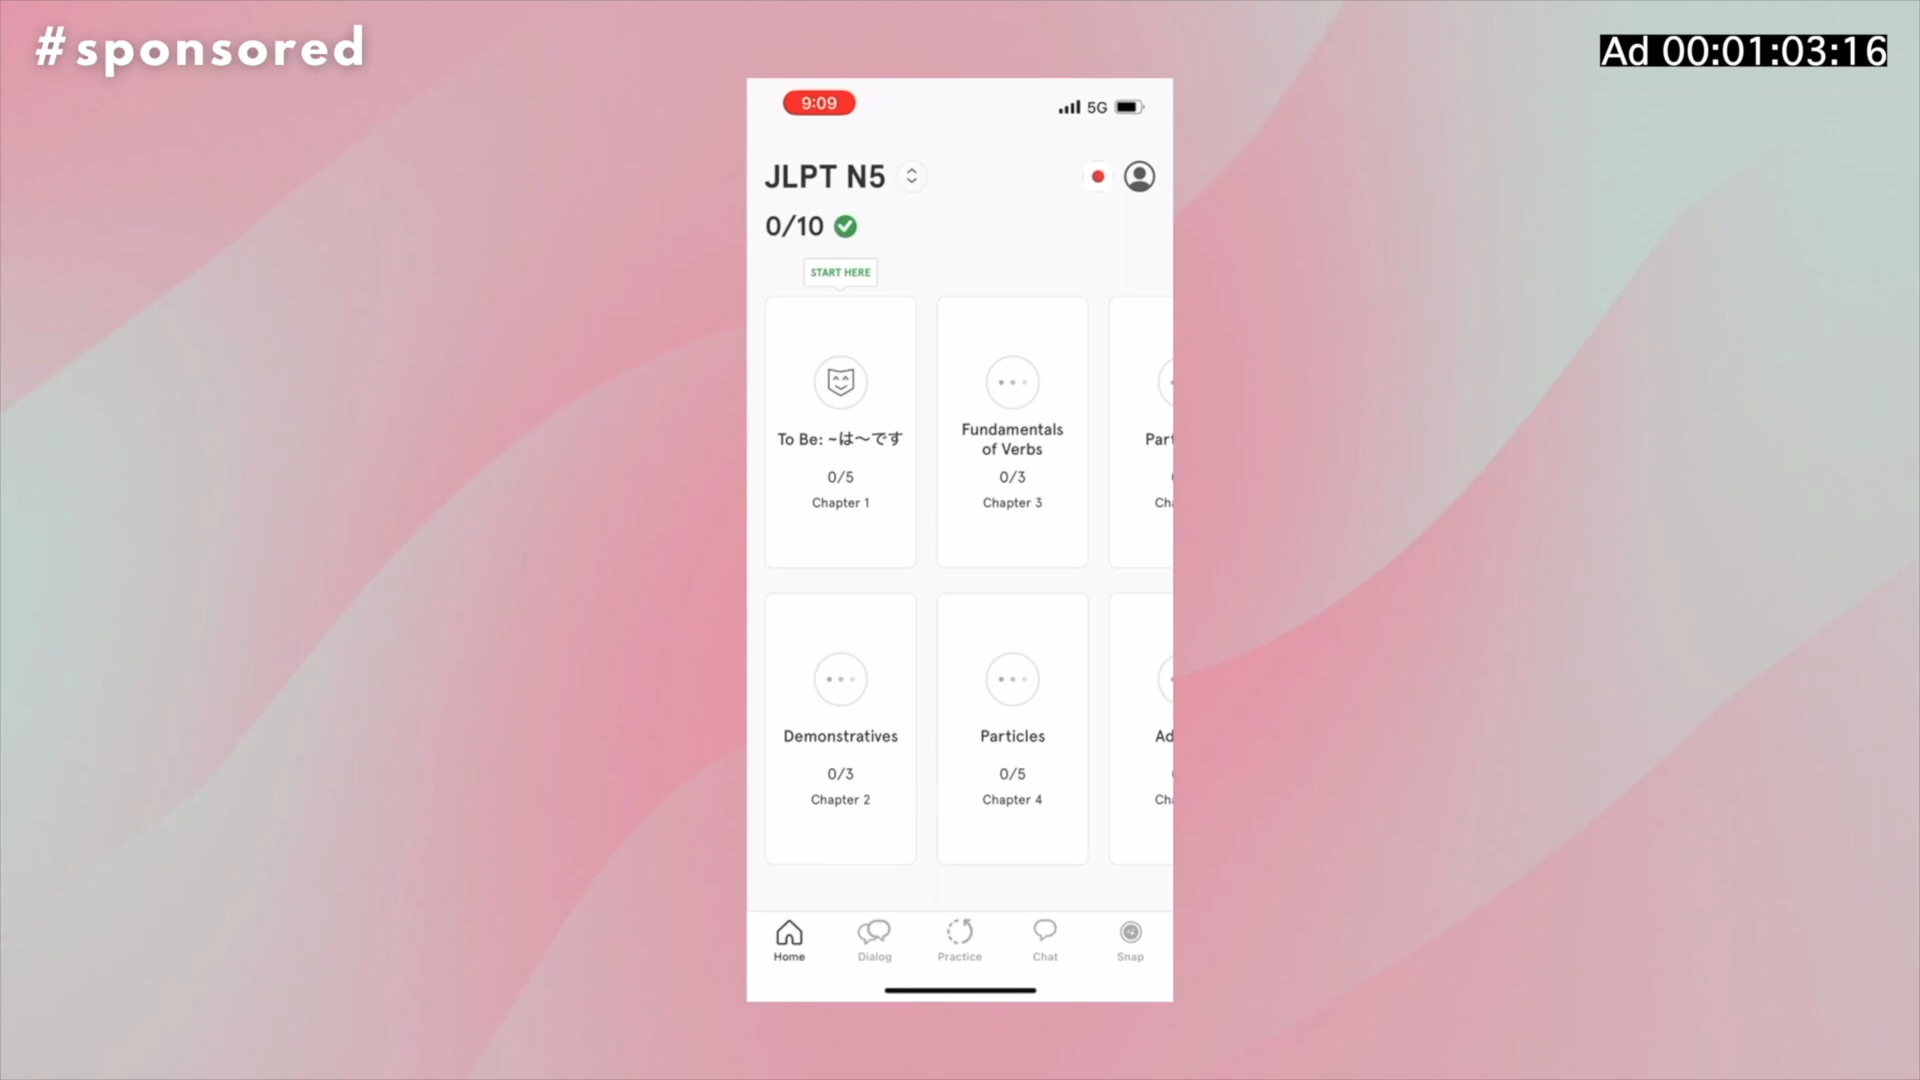 #sponsored
Ad 00:01:03:16
9:09
5G
JLPT N5
0/10
START HERE
To Be: ~は〜です
0/5
Chapter 1
Fundamentals
of Verbs
0/3
Chapter 3
Demonstratives
0/3
Chapter 2
Particles
0/5
Chapter 4
Home
Dialog
Practice
Chat
Snap